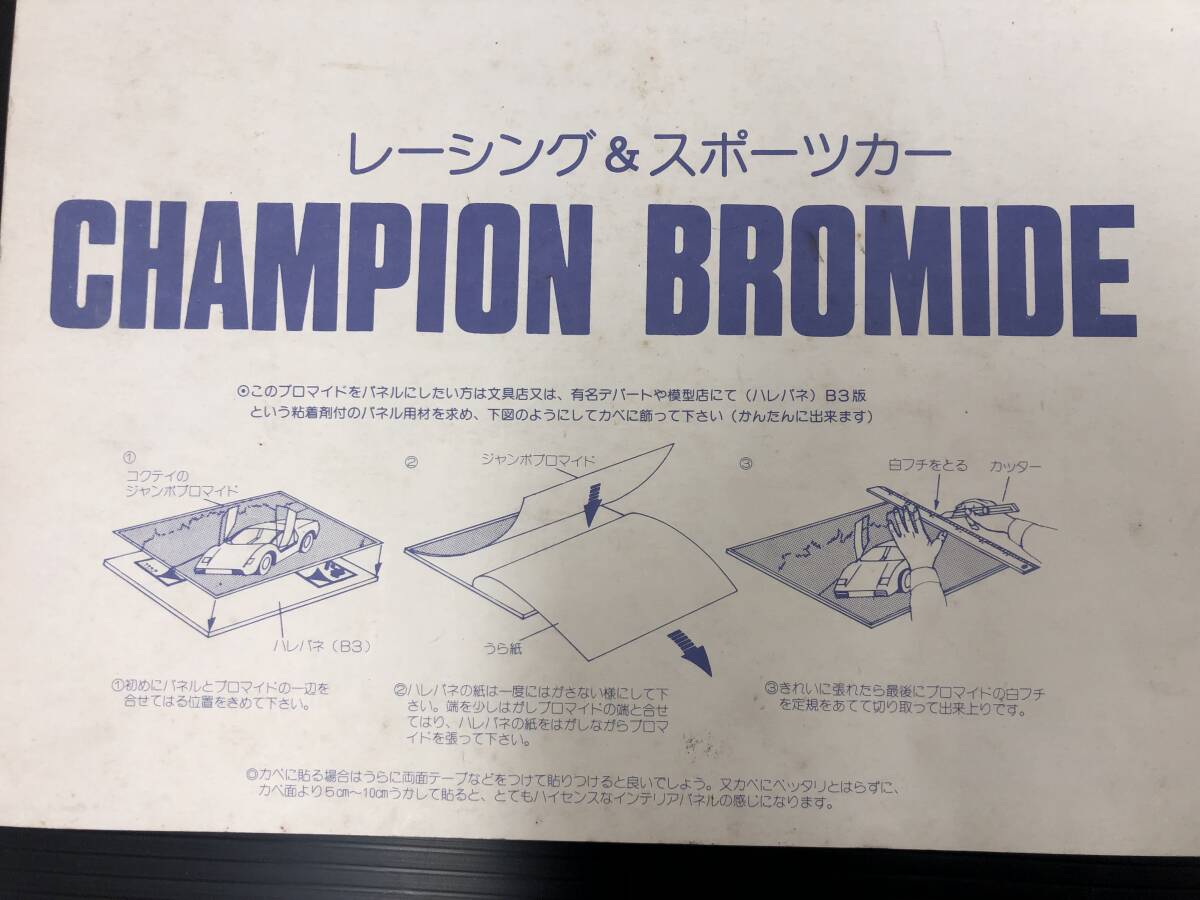 レーシング&スポーツカー
CHAMPION BROMIDE
⦿このブロマイドをパネルにしたい方は文具店又は、有名デパートや模型店にて(ハレパネ)B3版
という粘着剤付のパネル用材を求め、下図のようにしてカベに飾って下さい(かんたんに出来ます)
①
コクテイの
ジャンボブロマイド
ハレパネ(B3)
②
ジャンボブロマイド
うら紙
③
白フチをとる
カッター
①初めにパネルとブロマイドの一辺を
合せてはる位置をきめて下さい。
②ハレパネの紙は一度にはがさない様にして下
さい。端を少しはがしブロマイドの端と合せ
てはり、ハレパネの紙をはがしながらブロマ
イドを張って下さい。
③きれいに張れたら最後にブロマイドの白フチ
を定規をあてて切り取って出来上りです。
◎カベに貼る場合はうらに両面テープなどをつけて貼りつけると良いでしょう。又カベにベッタリとはらずに、
カベ面より5cm〜10cmうかして貼ると、とてもハイセンスなインテリアパネルの感じになります。